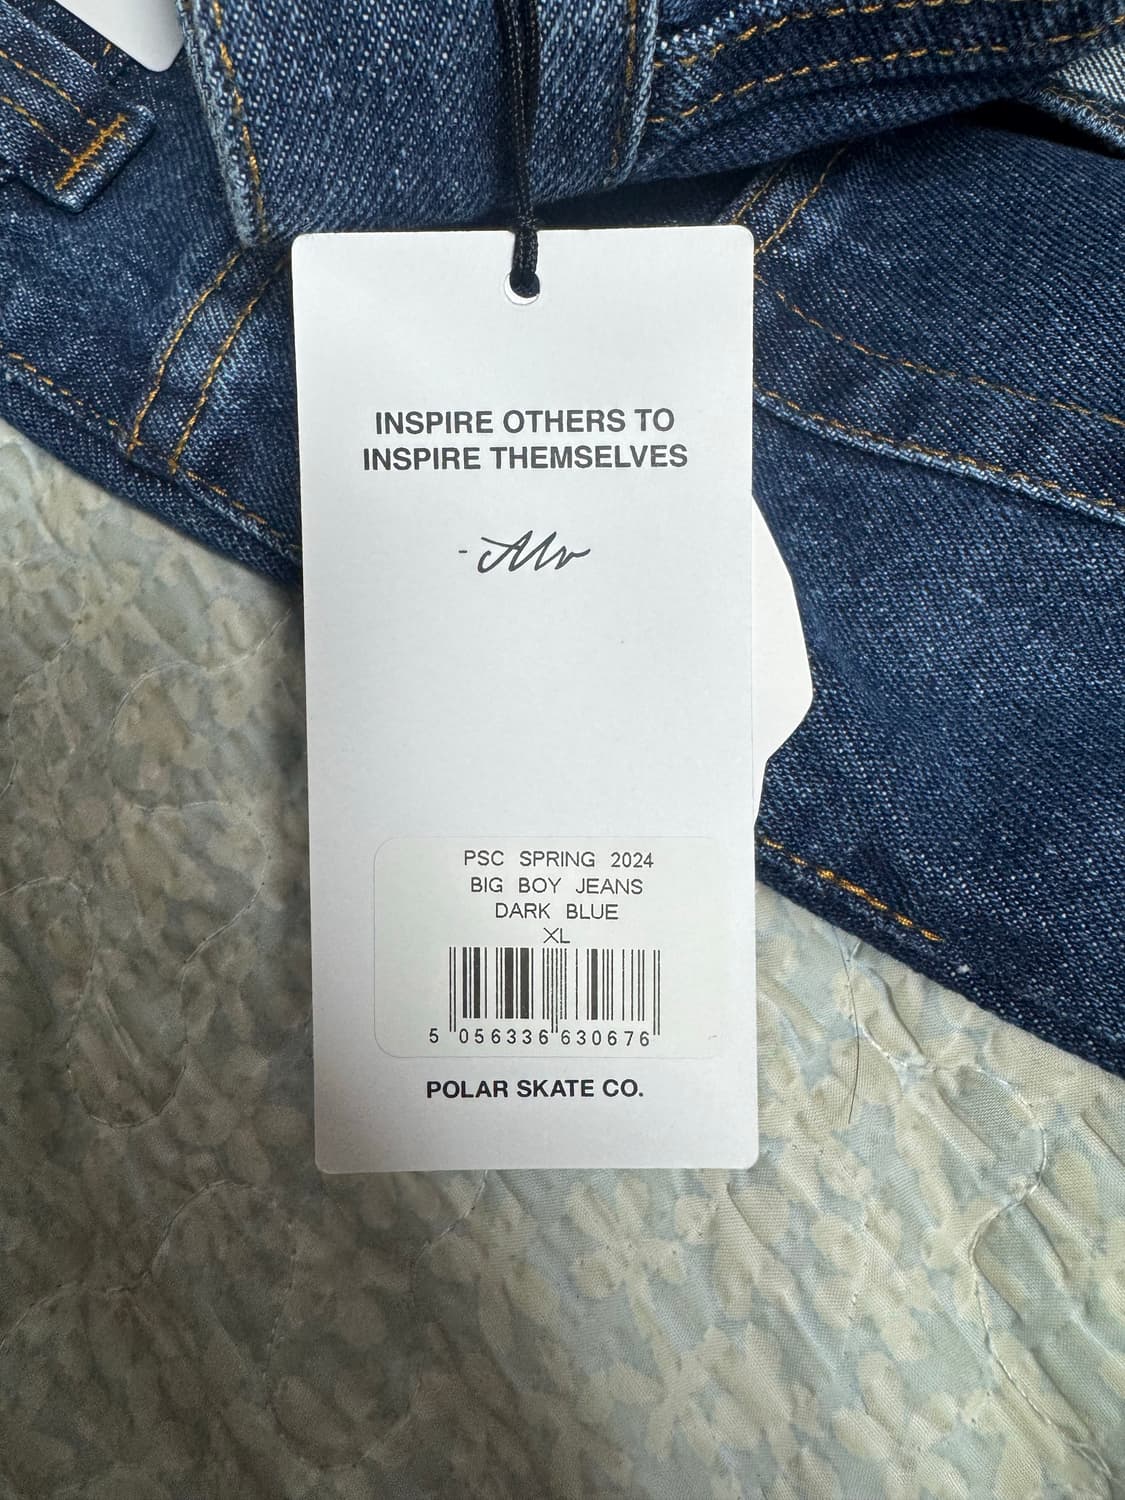 INSPIRE OTHERS TO
INSPIRE THEMSELVES
PSC SPRING 2024
BIG BOY JEANS
DARK BLUE
XL
5 056336 630676
POLAR SKATE CO.